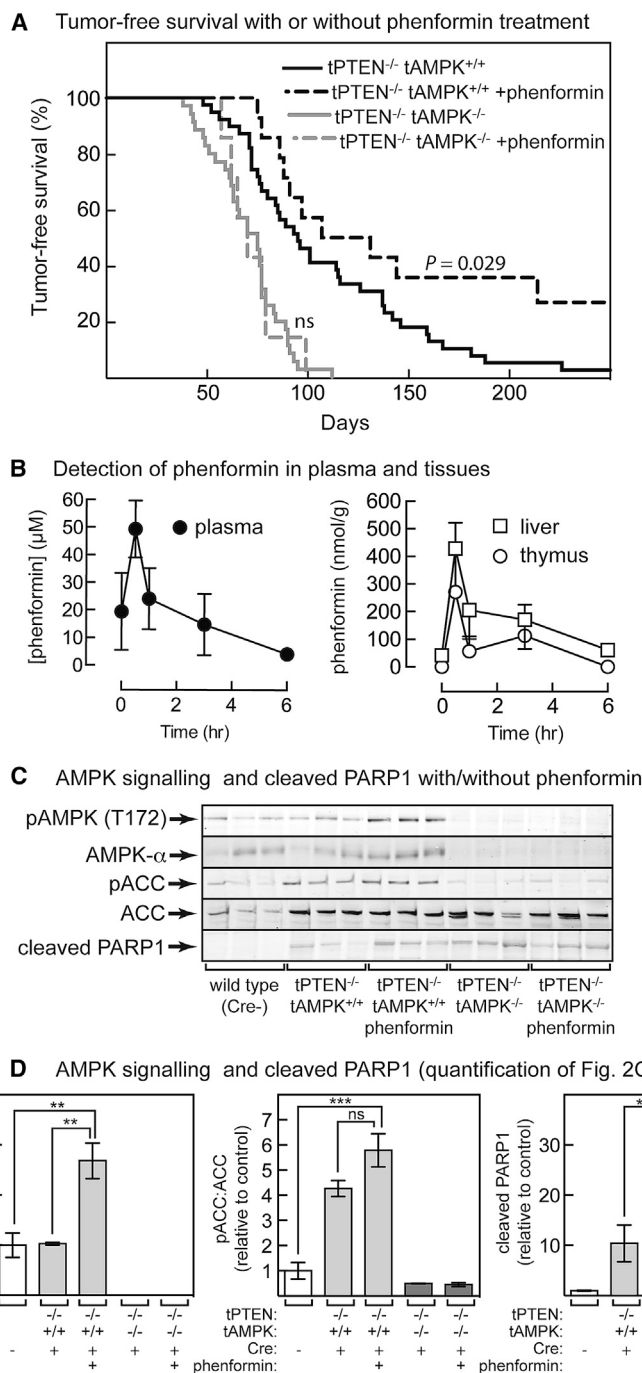 A Tumor-free survival with or without phenformin treatment
Tumor-free survival (%)
100
80
60
40
20
tPTEN-/- tAMPK+/+
tPTEN-/- tAMPK+/+ +phenformin
tPTEN-/- tAMPK-/-
tPTEN-/- tAMPK-/- +phenformin
P = 0.029
ns
50 100 150 200
Days
B Detection of phenformin in plasma and tissues
[phenformin] (µM)
60
50
40
30
20
10
0
plasma
0 2 4 6
Time (hr)
phenformin (nmol/g)
600
500
400
300
200
100
0
liver
thymus
0 2 4 6
Time (hr)
C AMPK signalling and cleaved PARP1 with/without phenformin
pAMPK (T172)
AMPK-α
pACC
ACC
cleaved PARP1
wild type
(Cre-)
tPTEN-/-
tAMPK+/+
tPTEN-/-
tAMPK+/+
phenformin
tPTEN-/-
tAMPK-/-
tPTEN-/-
tAMPK-/-
phenformin
D AMPK signalling and cleaved PARP1 (quantification of Fig. 2C
**
**
-/- -/- -/- -/-
+/+ +/+ -/- -/-
- + + + +
+ +
pACC:ACC
(relative to control)
7
6
5
4
3
2
1
***
ns
tPTEN: -/- -/- -/- -/-
tAMPK: +/+ +/+ -/- -/-
Cre: - + + + +
phenformin: + +
cleaved PARP1
(relative to control)
30
20
10
0
*
tPTEN: -/-
tAMPK: +/+
Cre: - +
phenformin: